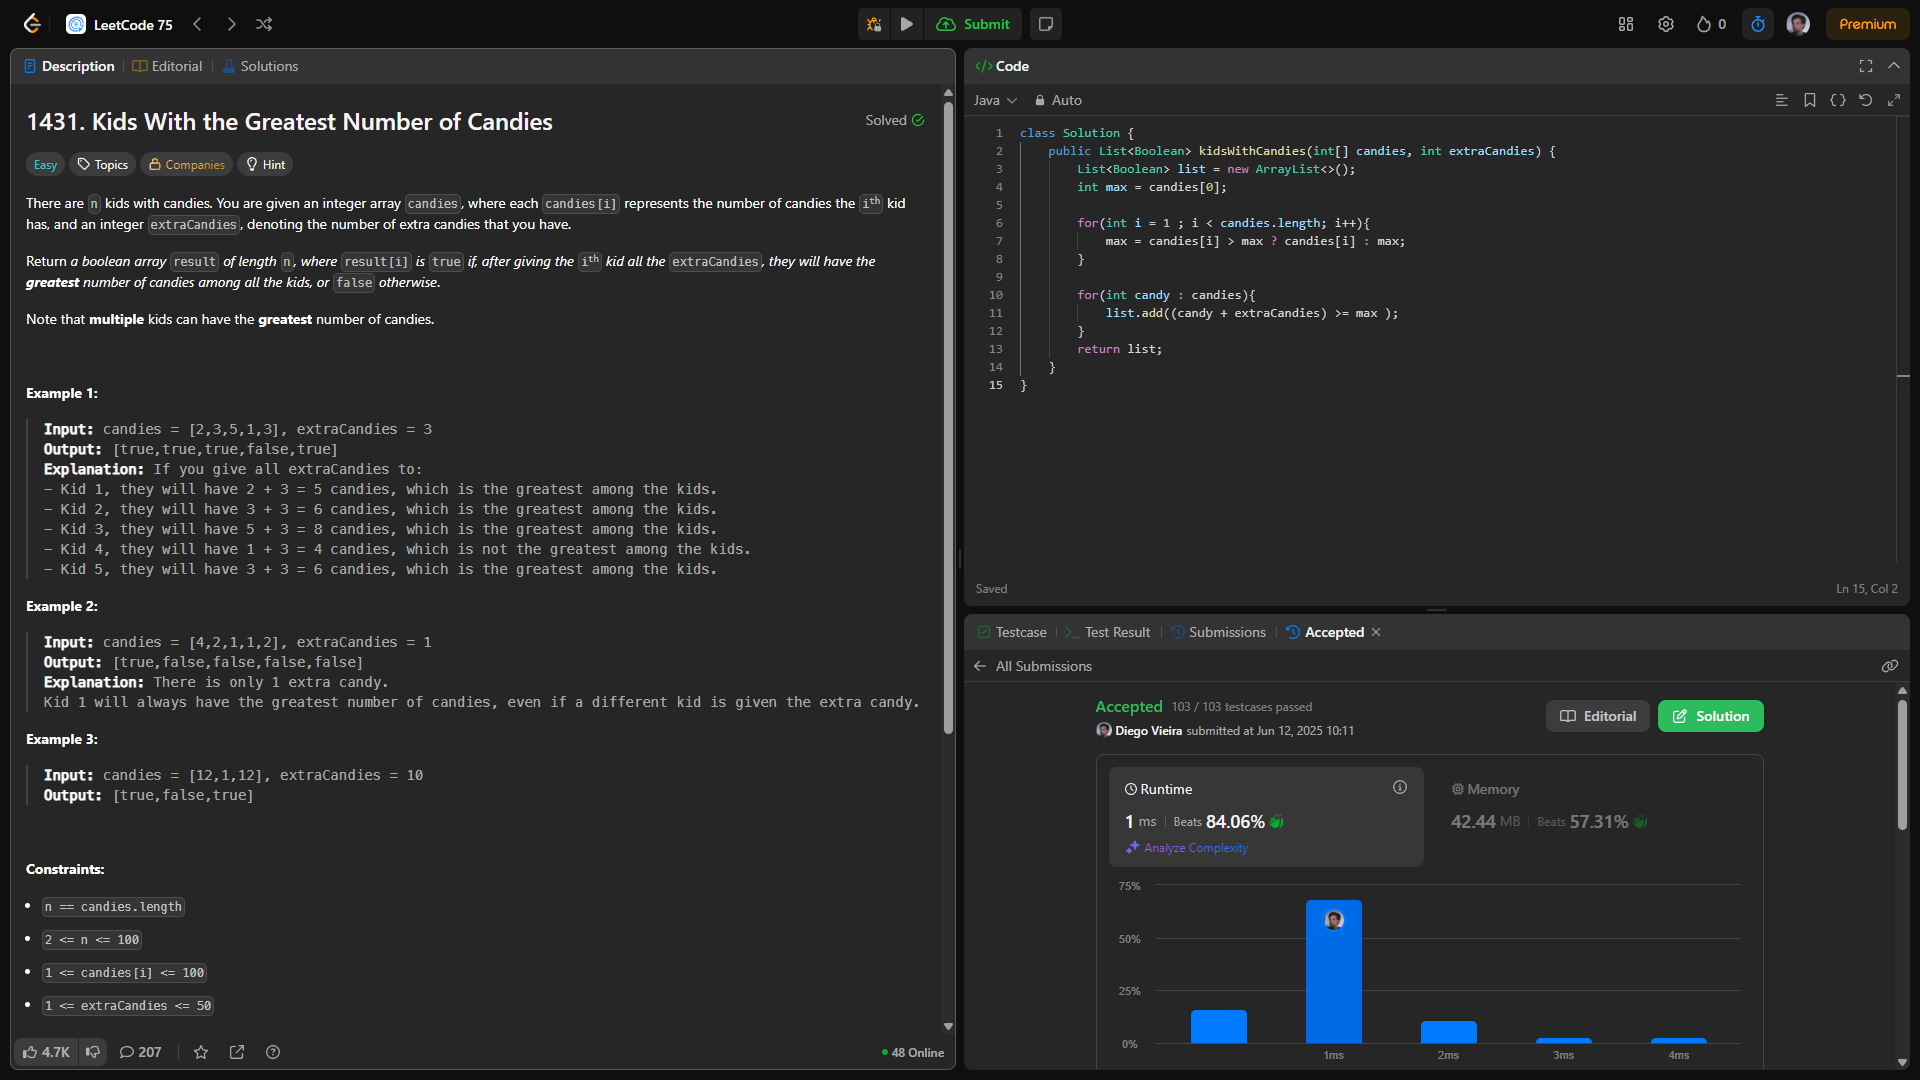 LeetCode 75
Submit
0
Premium
Description
Editorial
Solutions
1431. Kids With the Greatest Number of Candies
Solved
Easy
Topics
Companies
Hint
There are n kids with candies. You are given an integer array candies, where each candies[i] represents the number of candies the ith kid
has, and an integer extraCandies, denoting the number of extra candies that you have.
Return a boolean array result of length n, where result[i] is true if, after giving the ith kid all the extraCandies, they will have the
greatest number of candies among all the kids, or false otherwise.
Note that multiple kids can have the greatest number of candies.
Example 1:
Input: candies = [2,3,5,1,3], extraCandies = 3
Output: [true,true,true,false,true]
Explanation: If you give all extraCandies to:
- Kid 1, they will have 2 + 3 = 5 candies, which is the greatest among the kids.
- Kid 2, they will have 3 + 3 = 6 candies, which is the greatest among the kids.
- Kid 3, they will have 5 + 3 = 8 candies, which is the greatest among the kids.
- Kid 4, they will have 1 + 3 = 4 candies, which is not the greatest among the kids.
- Kid 5, they will have 3 + 3 = 6 candies, which is the greatest among the kids.
Example 2:
Input: candies = [4,2,1,1,2], extraCandies = 1
Output: [true,false,false,false,false]
Explanation: There is only 1 extra candy.
Kid 1 will always have the greatest number of candies, even if a different kid is given the extra candy.
Example 3:
Input: candies = [12,1,12], extraCandies = 10
Output: [true,false,true]
Constraints:
• n == candies.length
• 2 <= n <= 100
• 1 <= candies[i] <= 100
• 1 <= extraCandies <= 50
4.7K
207
48 Online
</> Code
Java
Auto
1 class Solution {
2     public List<Boolean> kidsWithCandies(int[] candies, int extraCandies) {
3         List<Boolean> list = new ArrayList<>();
4         int max = candies[0];
5
6         for(int i = 1 ; i < candies.length; i++){
7             max = candies[i] > max ? candies[i] : max;
8         }
9
10         for(int candy : candies){
11             list.add((candy + extraCandies) >= max );
12         }
13         return list;
14     }
15 }
Saved
Ln 15, Col 2
Testcase
Test Result
Submissions
Accepted
All Submissions
Accepted 103 / 103 testcases passed
Diego Vieira submitted at Jun 12, 2025 10:11
Editorial
Solution
Runtime
1 ms | Beats 84.06%
Analyze Complexity
Memory
42.44 MB | Beats 57.31%
75%
50%
25%
0%
1ms
2ms
3ms
4ms